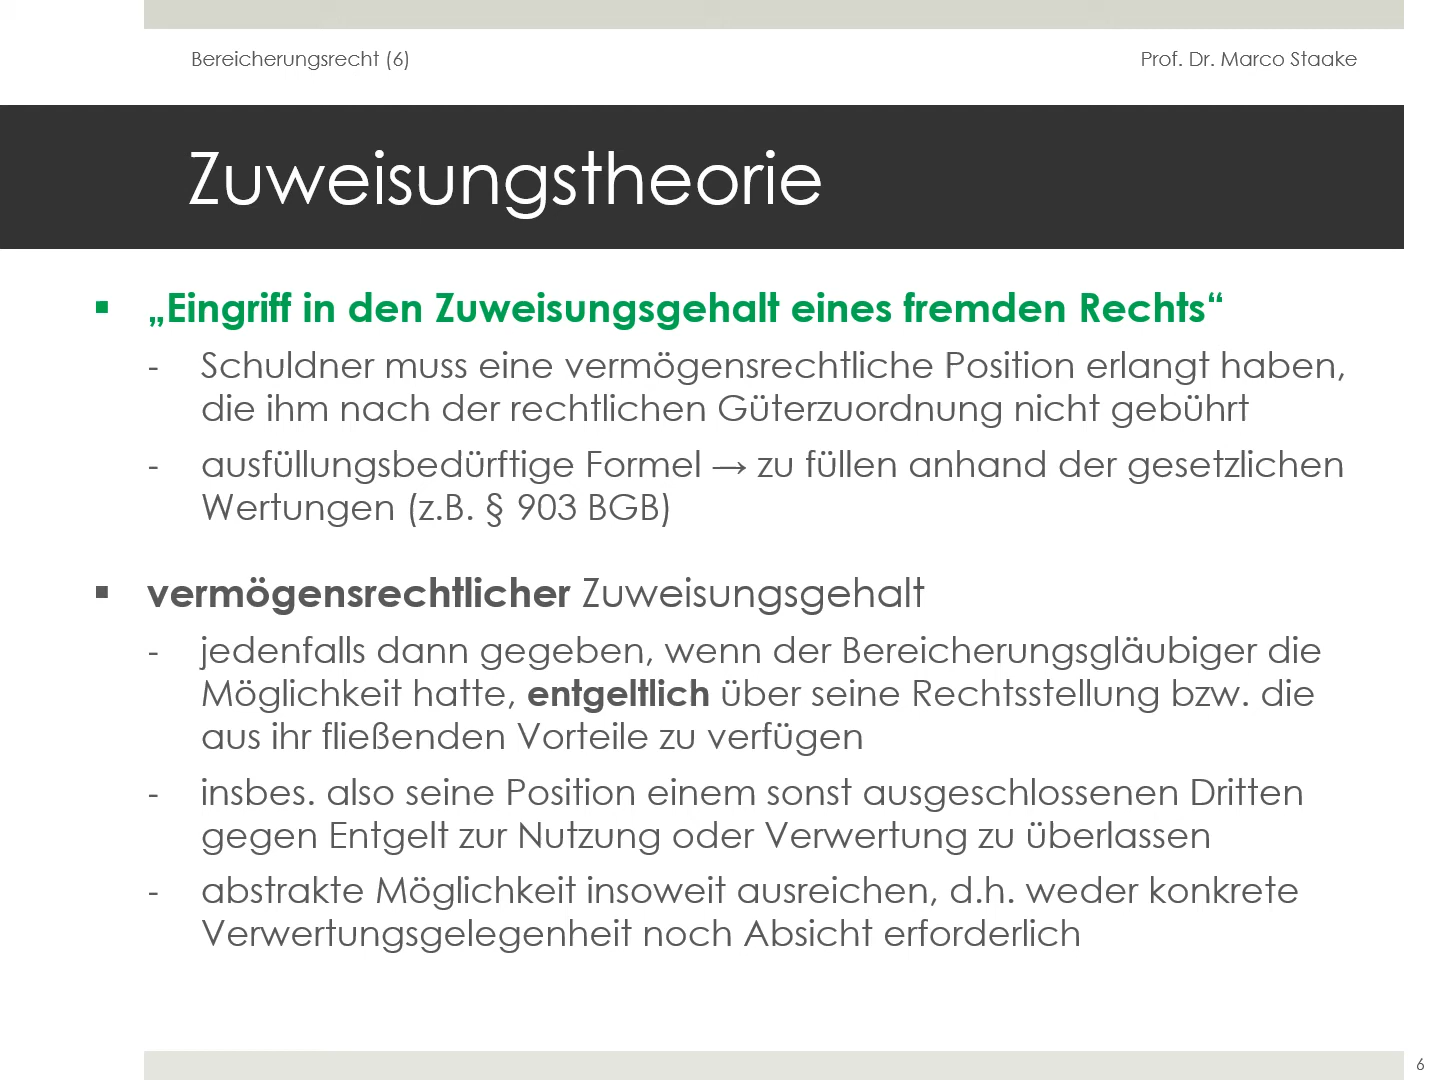 Bereicherungsrecht (6)
Prof. Dr. Marco Staake
Zuweisungstheorie
▪ „Eingriff in den Zuweisungsgehalt eines fremden Rechts“
- Schuldner muss eine vermögensrechtliche Position erlangt haben,
die ihm nach der rechtlichen Güterzuordnung nicht gebührt
- ausfüllungsbedürftige Formel → zu füllen anhand der gesetzlichen
Wertungen (z.B. § 903 BGB)
▪ vermögensrechtlicher Zuweisungsgehalt
- jedenfalls dann gegeben, wenn der Bereicherungsgläubiger die
Möglichkeit hatte, entgeltlich über seine Rechtsstellung bzw. die
aus ihr fließenden Vorteile zu verfügen
- insbes. also seine Position einem sonst ausgeschlossenen Dritten
gegen Entgelt zur Nutzung oder Verwertung zu überlassen
- abstrakte Möglichkeit insoweit ausreichen, d.h. weder konkrete
Verwertungsgelegenheit noch Absicht erforderlich
6